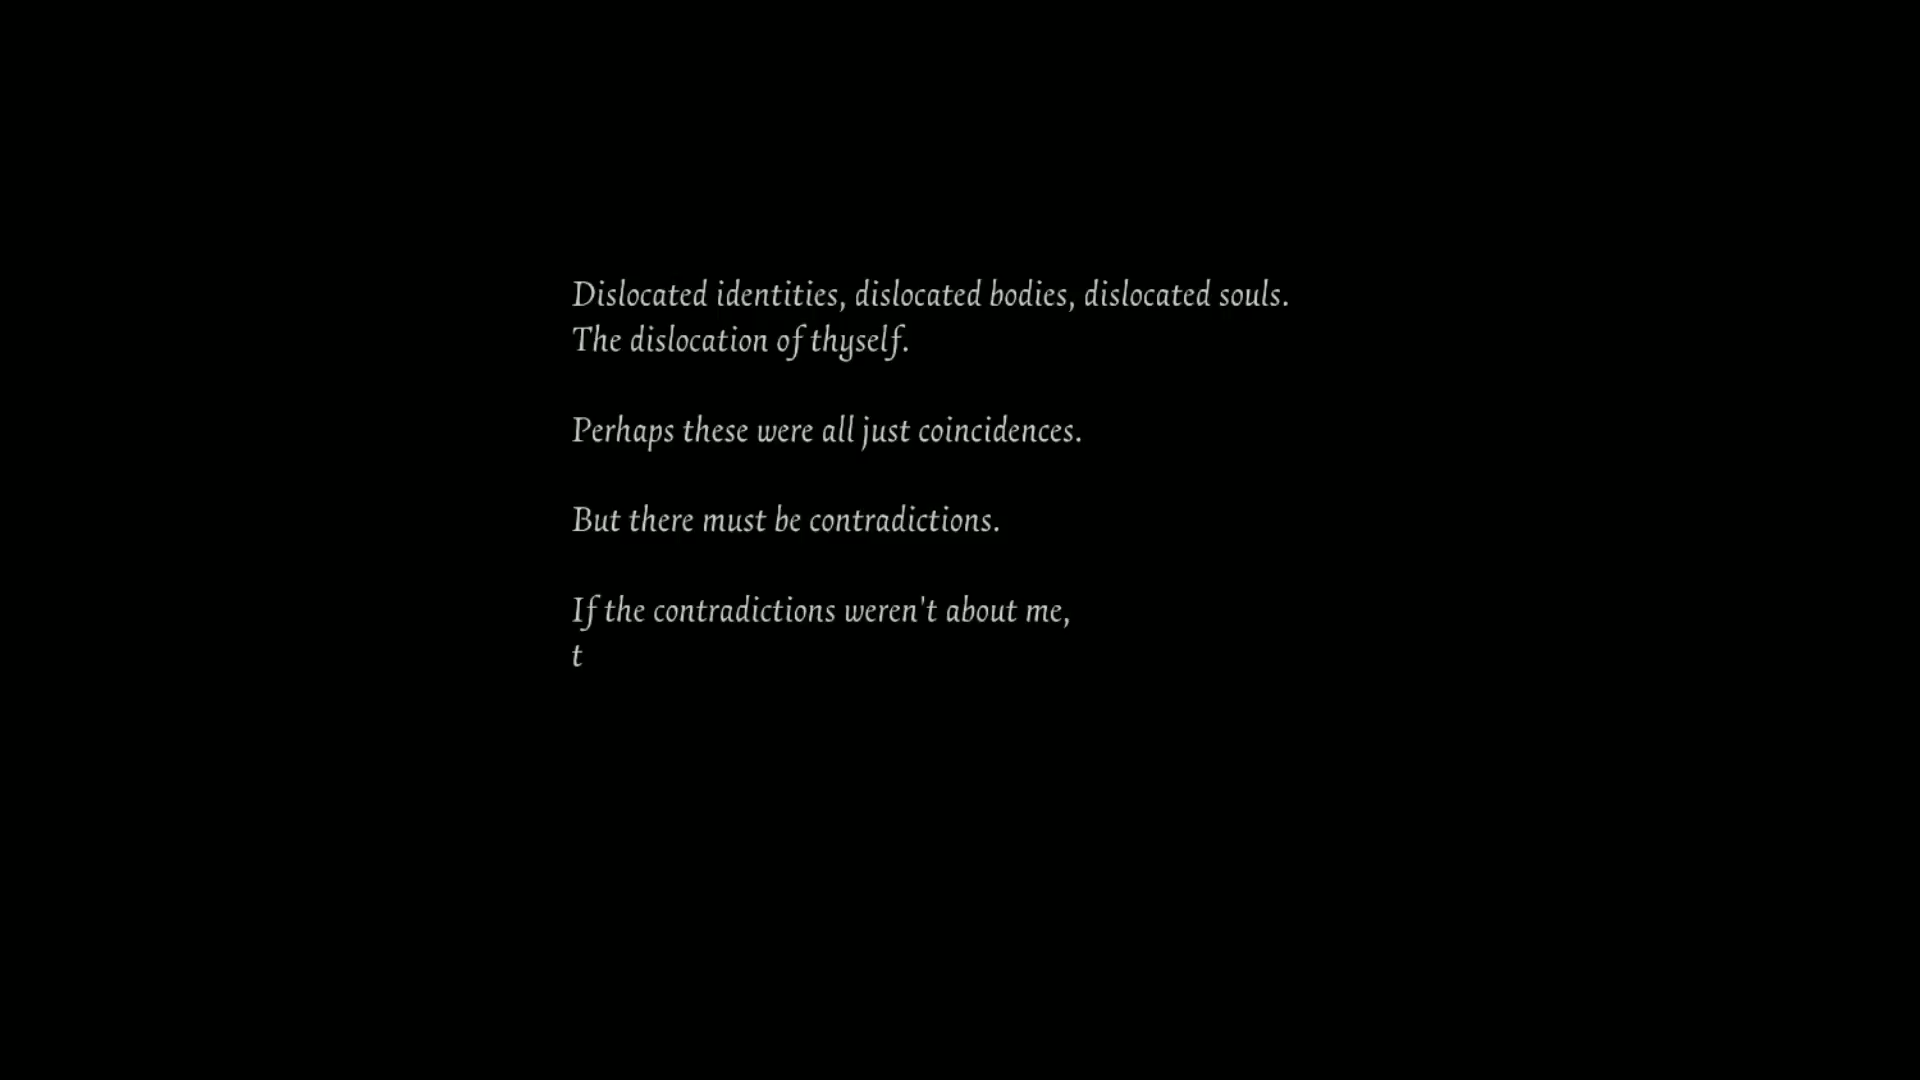 Dislocated identities, dislocated bodies, dislocated souls.
The dislocation of thyself.
Perhaps these were all just coincidences.
But there must be contradictions.
If the contradictions weren't about me,
t